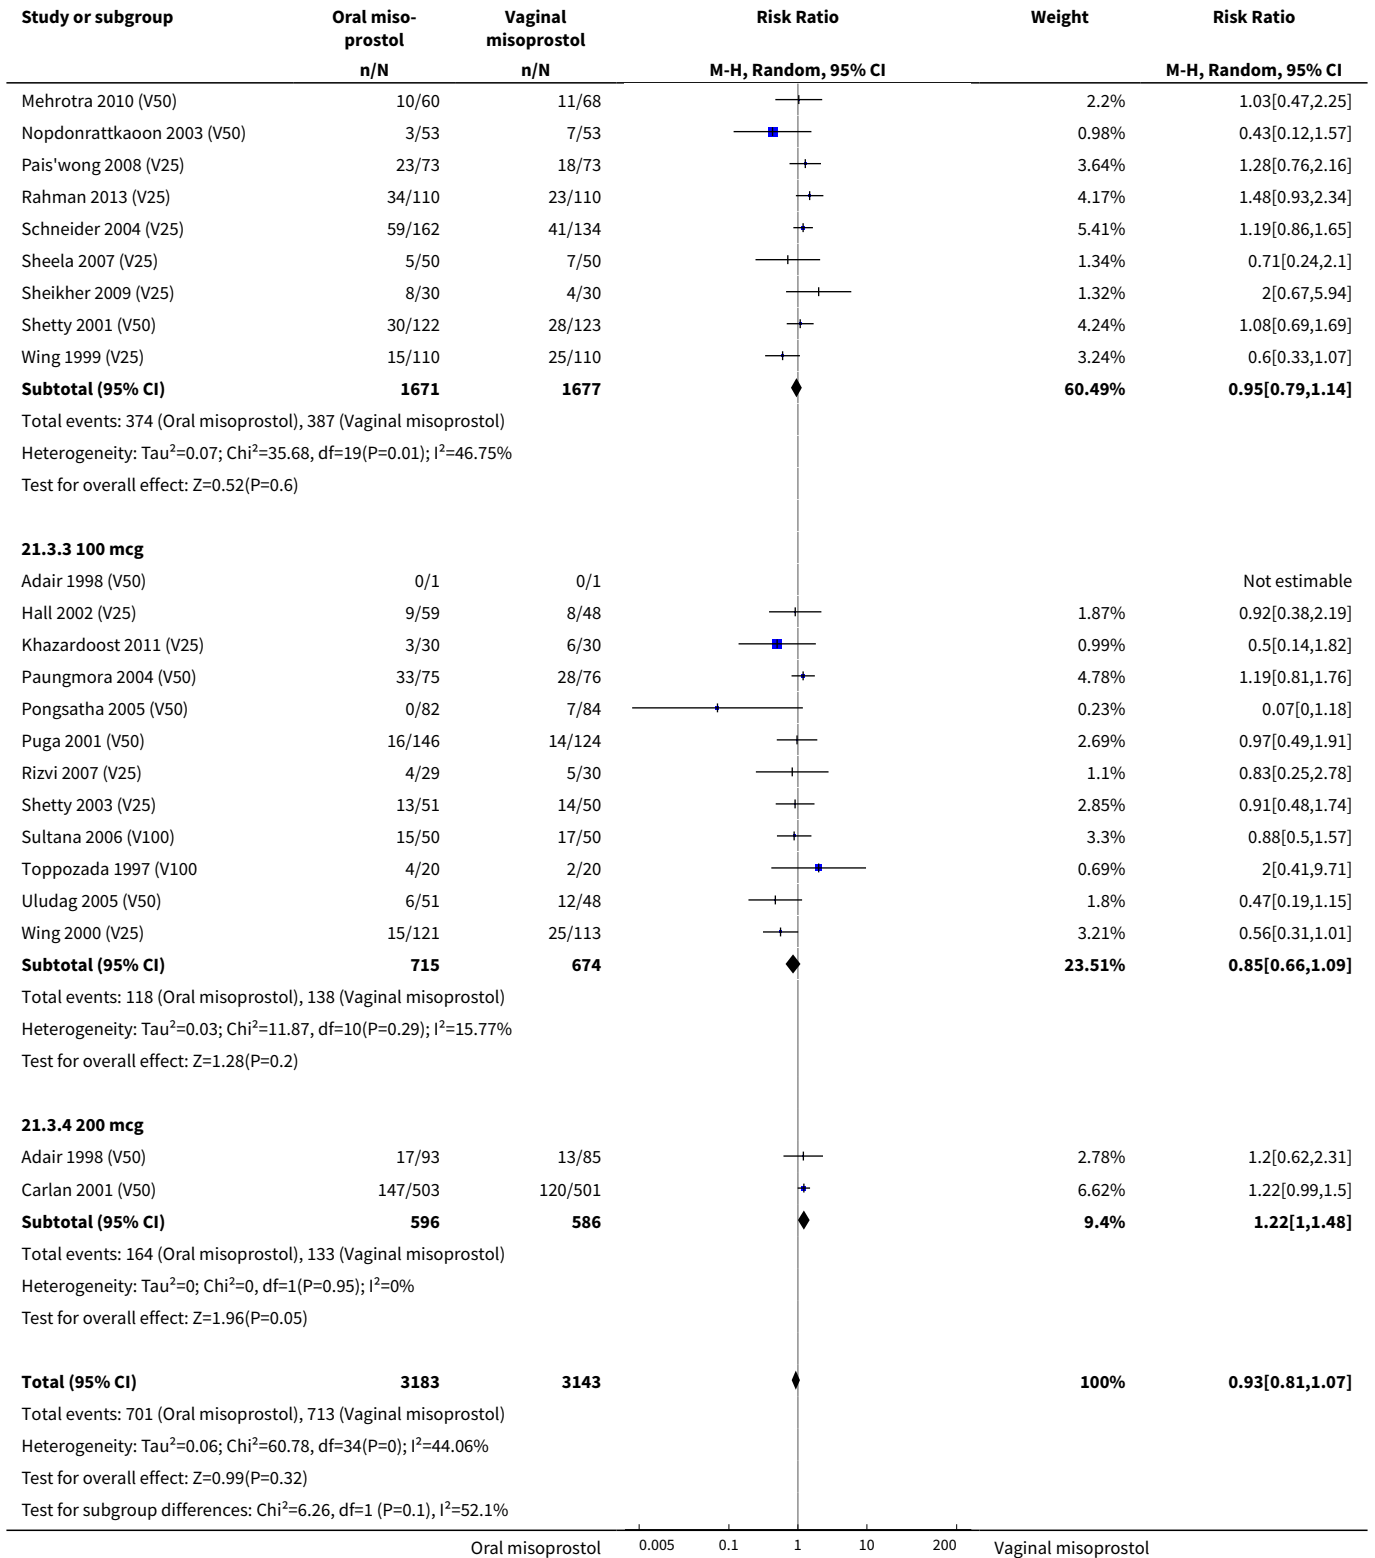 Study or subgroup Oral miso- Vaginal Risk Ratio Weight Risk Ratio
prostol misoprostol
n/N n/N M-H, Random, 95% CI M-H, Random, 95% CI
Mehrotra 2010 (V50) 10/60 11/68 2.2% 1.03[0.47,2.25]
Nopdonrattkaoon 2003 (V50) 3/53 7/53 0.98% 0.43[0.12,1.57]
Pais'wong 2008 (V25) 23/73 18/73 3.64% 1.28[0.76,2.16]
Rahman 2013 (V25) 34/110 23/110 4.17% 1.48[0.93,2.34]
Schneider 2004 (V25) 59/162 41/134 5.41% 1.19[0.86,1.65]
Sheela 2007 (V25) 5/50 7/50 1.34% 0.71[0.24,2.1]
Sheikher 2009 (V25) 8/30 4/30 1.32% 2[0.67,5.94]
Shetty 2001 (V50) 30/122 28/123 4.24% 1.08[0.69,1.69]
Wing 1999 (V25) 15/110 25/110 3.24% 0.6[0.33,1.07]
Subtotal (95% CI) 1671 1677 60.49% 0.95[0.79,1.14]
Total events: 374 (Oral misoprostol), 387 (Vaginal misoprostol)
Heterogeneity: Tau²=0.07; Chi²=35.68, df=19(P=0.01); I²=46.75%
Test for overall effect: Z=0.52(P=0.6)
21.3.3 100 mcg
Adair 1998 (V50) 0/1 0/1 Not estimable
Hall 2002 (V25) 9/59 8/48 1.87% 0.92[0.38,2.19]
Khazardoost 2011 (V25) 3/30 6/30 0.99% 0.5[0.14,1.82]
Paungmora 2004 (V50) 33/75 28/76 4.78% 1.19[0.81,1.76]
Pongsatha 2005 (V50) 0/82 7/84 0.23% 0.07[0,1.18]
Puga 2001 (V50) 16/146 14/124 2.69% 0.97[0.49,1.91]
Rizvi 2007 (V25) 4/29 5/30 1.1% 0.83[0.25,2.78]
Shetty 2003 (V25) 13/51 14/50 2.85% 0.91[0.48,1.74]
Sultana 2006 (V100) 15/50 17/50 3.3% 0.88[0.5,1.57]
Toppozada 1997 (V100 4/20 2/20 0.69% 2[0.41,9.71]
Uludag 2005 (V50) 6/51 12/48 1.8% 0.47[0.19,1.15]
Wing 2000 (V25) 15/121 25/113 3.21% 0.56[0.31,1.01]
Subtotal (95% CI) 715 674 23.51% 0.85[0.66,1.09]
Total events: 118 (Oral misoprostol), 138 (Vaginal misoprostol)
Heterogeneity: Tau²=0.03; Chi²=11.87, df=10(P=0.29); I²=15.77%
Test for overall effect: Z=1.28(P=0.2)
21.3.4 200 mcg
Adair 1998 (V50) 17/93 13/85 2.78% 1.2[0.62,2.31]
Carlan 2001 (V50) 147/503 120/501 6.62% 1.22[0.99,1.5]
Subtotal (95% CI) 596 586 9.4% 1.22[1,1.48]
Total events: 164 (Oral misoprostol), 133 (Vaginal misoprostol)
Heterogeneity: Tau²=0; Chi²=0, df=1(P=0.95); I²=0%
Test for overall effect: Z=1.96(P=0.05)
Total (95% CI) 3183 3143 100% 0.93[0.81,1.07]
Total events: 701 (Oral misoprostol), 713 (Vaginal misoprostol)
Heterogeneity: Tau²=0.06; Chi²=60.78, df=34(P=0); I²=44.06%
Test for overall effect: Z=0.99(P=0.32)
Test for subgroup differences: Chi²=6.26, df=1 (P=0.1), I²=52.1%
Oral misoprostol 0.005 0.1 1 10 200 Vaginal misoprostol